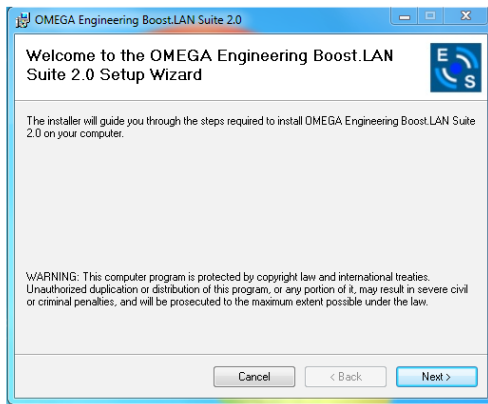 OMEGA Engineering Boost.LAN Suite 2.0
Welcome to the OMEGA Engineering Boost.LAN
Suite 2.0 Setup Wizard
E
S
The installer will guide you through the steps required to install OMEGA Engineering Boost.LAN Suite
2.0 on your computer.
WARNING: This computer program is protected by copyright law and international treaties.
Unauthorized duplication or distribution of this program, or any portion of it, may result in severe civil
or criminal penalties, and will be prosecuted to the maximum extent possible under the law.
Cancel
< Back
Next >